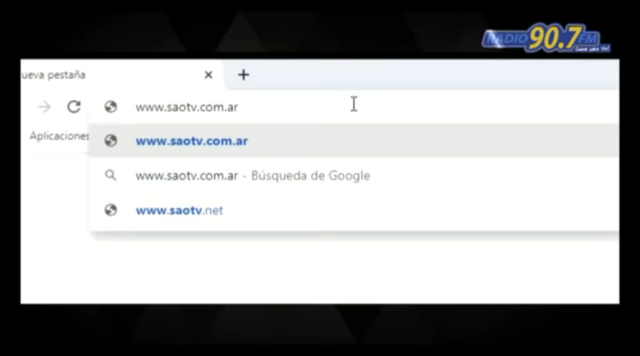 RADIO 90.7 FM
ueva pestaña
www.saotv.com.ar
Aplicaciones
www.saotv.com.ar
www.saotv.com.ar - Búsqueda de Google
www.saotv.net